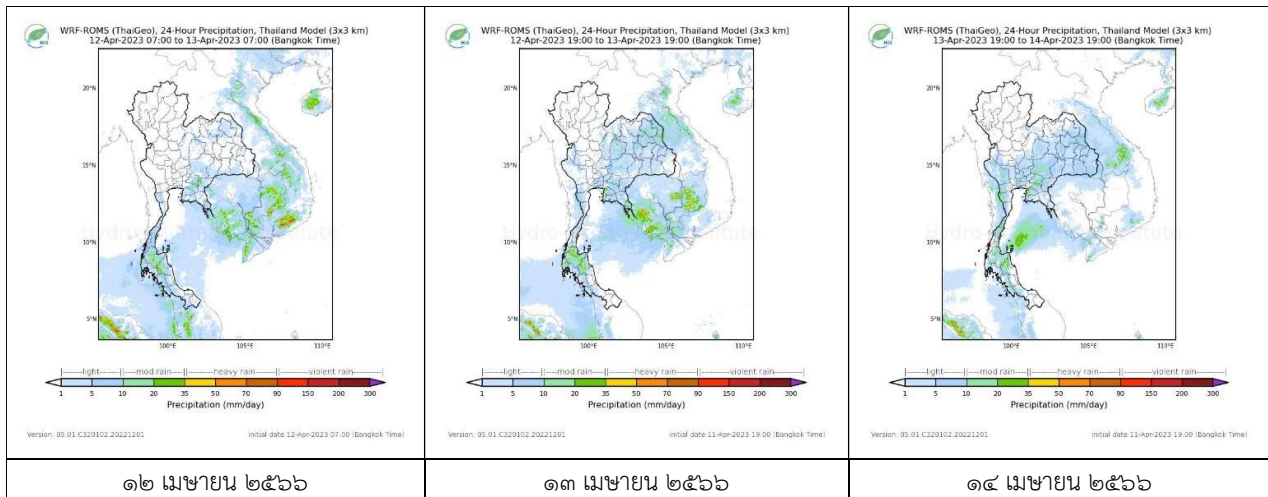 WRF-ROMS (ThaiGeo), 24-Hour Precipitation, Thailand Model (3x3 km)
12-Apr-2023 07:00 to 13-Apr-2023 07:00 (Bangkok Time)
20°N
15°N
10°N
5°N
100°E 105°E 110°E
|------light------||----mod rain----||--------heavy rain-------||-----------violent rain----------|
1 5 10 20 35 50 70 90 150 200 300
Precipitation (mm/day)
Version: 05.01 C320102.20221201 initial date 12-Apr-2023 07:00 (Bangkok Time)
๑๒ เมษายน ๒๕๖๖
WRF-ROMS (ThaiGeo), 24-Hour Precipitation, Thailand Model (3x3 km)
12-Apr-2023 19:00 to 13-Apr-2023 19:00 (Bangkok Time)
20°N
15°N
10°N
5°N
100°E 105°E 110°E
|------light------||----mod rain----||--------heavy rain-------||-----------violent rain----------|
1 5 10 20 35 50 70 90 150 200 300
Precipitation (mm/day)
Version: 05.01 C320102.20221201 initial date 11-Apr-2023 19:00 (Bangkok Time)
๑๓ เมษายน ๒๕๖๖
WRF-ROMS (ThaiGeo), 24-Hour Precipitation, Thailand Model (3x3 km)
13-Apr-2023 19:00 to 14-Apr-2023 19:00 (Bangkok Time)
20°N
15°N
10°N
5°N
100°E 105°E 110°E
|------light------||----mod rain----||--------heavy rain-------||-----------violent rain----------|
1 5 10 20 35 50 70 90 150 200 300
Precipitation (mm/day)
Version: 05.01 C320102.20221201 initial date 11-Apr-2023 19:00 (Bangkok Time)
๑๔ เมษายน ๒๕๖๖